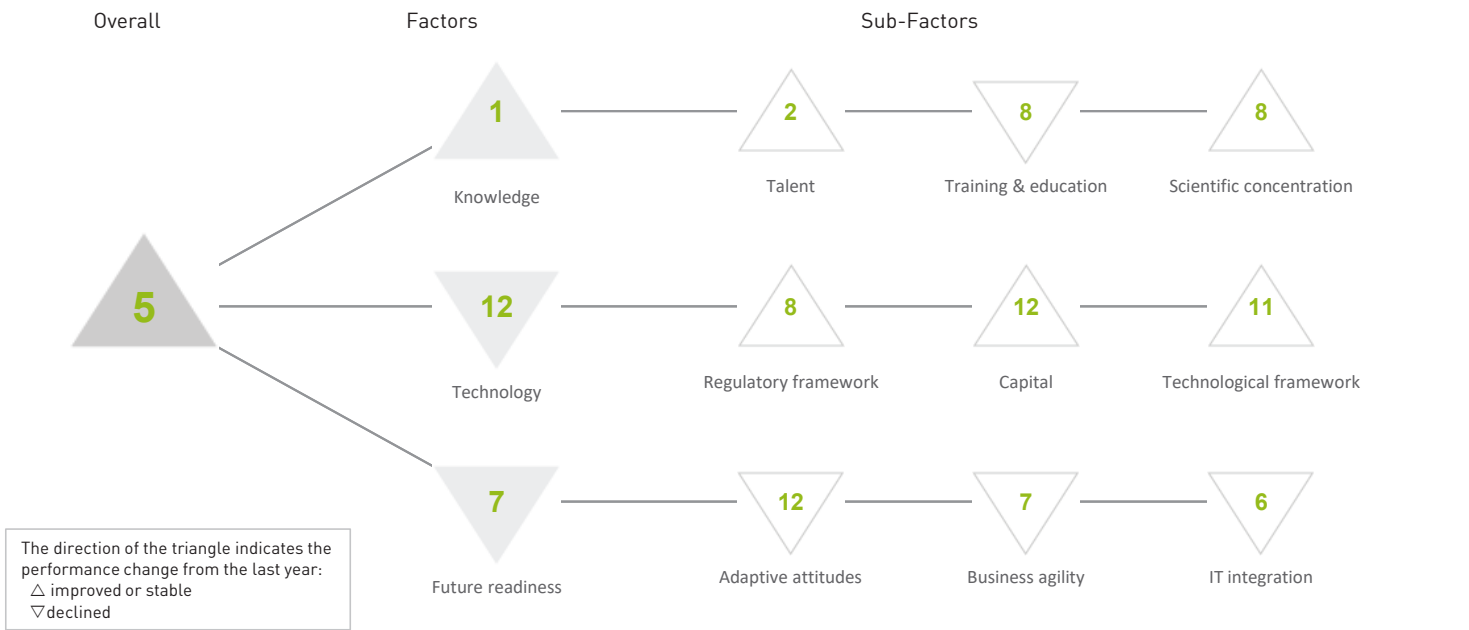 Overall
Factors
Sub-Factors
1
2
8
8
Knowledge
Talent
Training & education
Scientific concentration
5
12
8
12
11
Technology
Regulatory framework
Capital
Technological framework
7
12
7
6
Future readiness
Adaptive attitudes
Business agility
IT integration
The direction of the triangle indicates the
performance change from the last year:
△ improved or stable
▽ declined